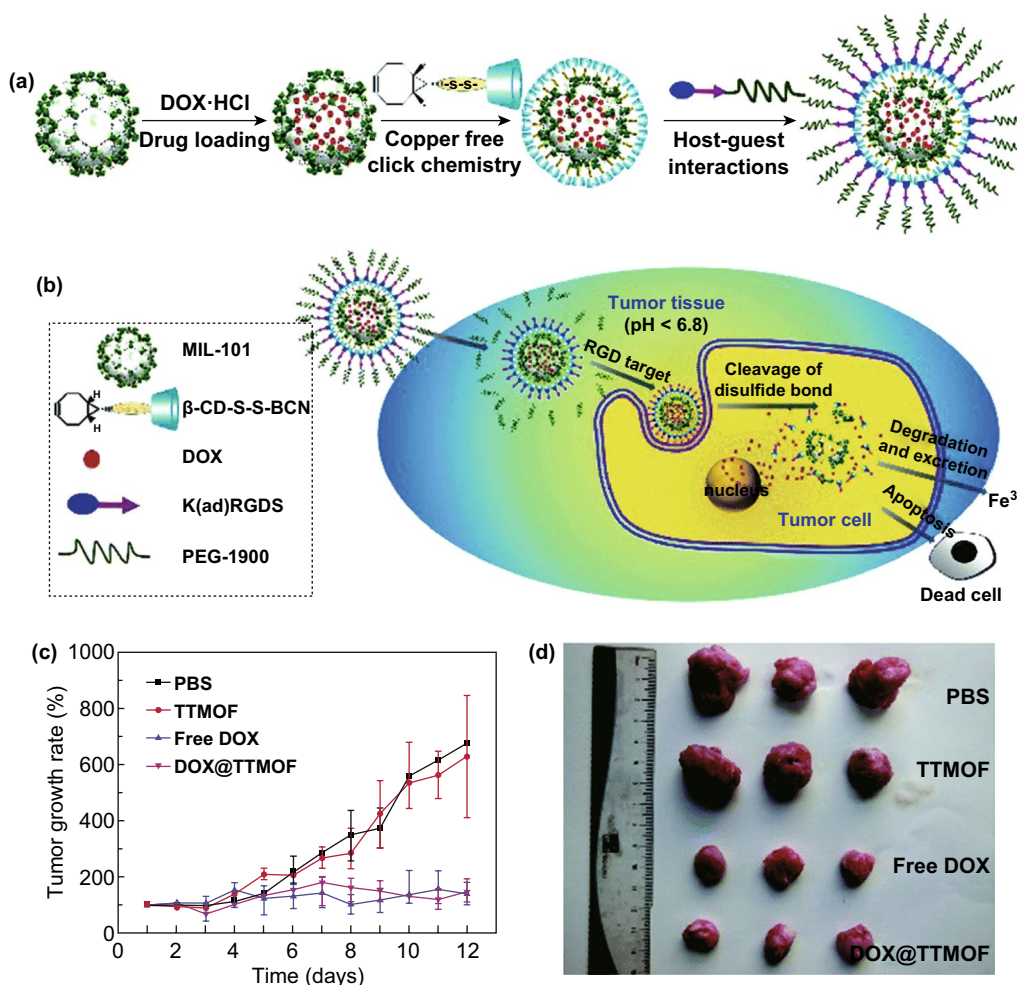 (a)
DOX·HCl
Drug loading
-S-S-
Copper free
click chemistry
Host-guest
interactions
(b)
MIL-101
H
H
β-CD-S-S-BCN
DOX
K(ad)RGDS
PEG-1900
Tumor tissue
(pH < 6.8)
RGD target
Cleavage of
disulfide bond
nucleus
Tumor cell
Degradation
and excretion
Fe3
Apoptosis
Dead cell
(c)
Tumor growth rate (%)
1000
800
600
400
200
0
0
2
4
6
8
10
12
Time (days)
PBS
TTMOF
Free DOX
DOX@TTMOF
(d)
PBS
TTMOF
Free DOX
DOX@TTMOF